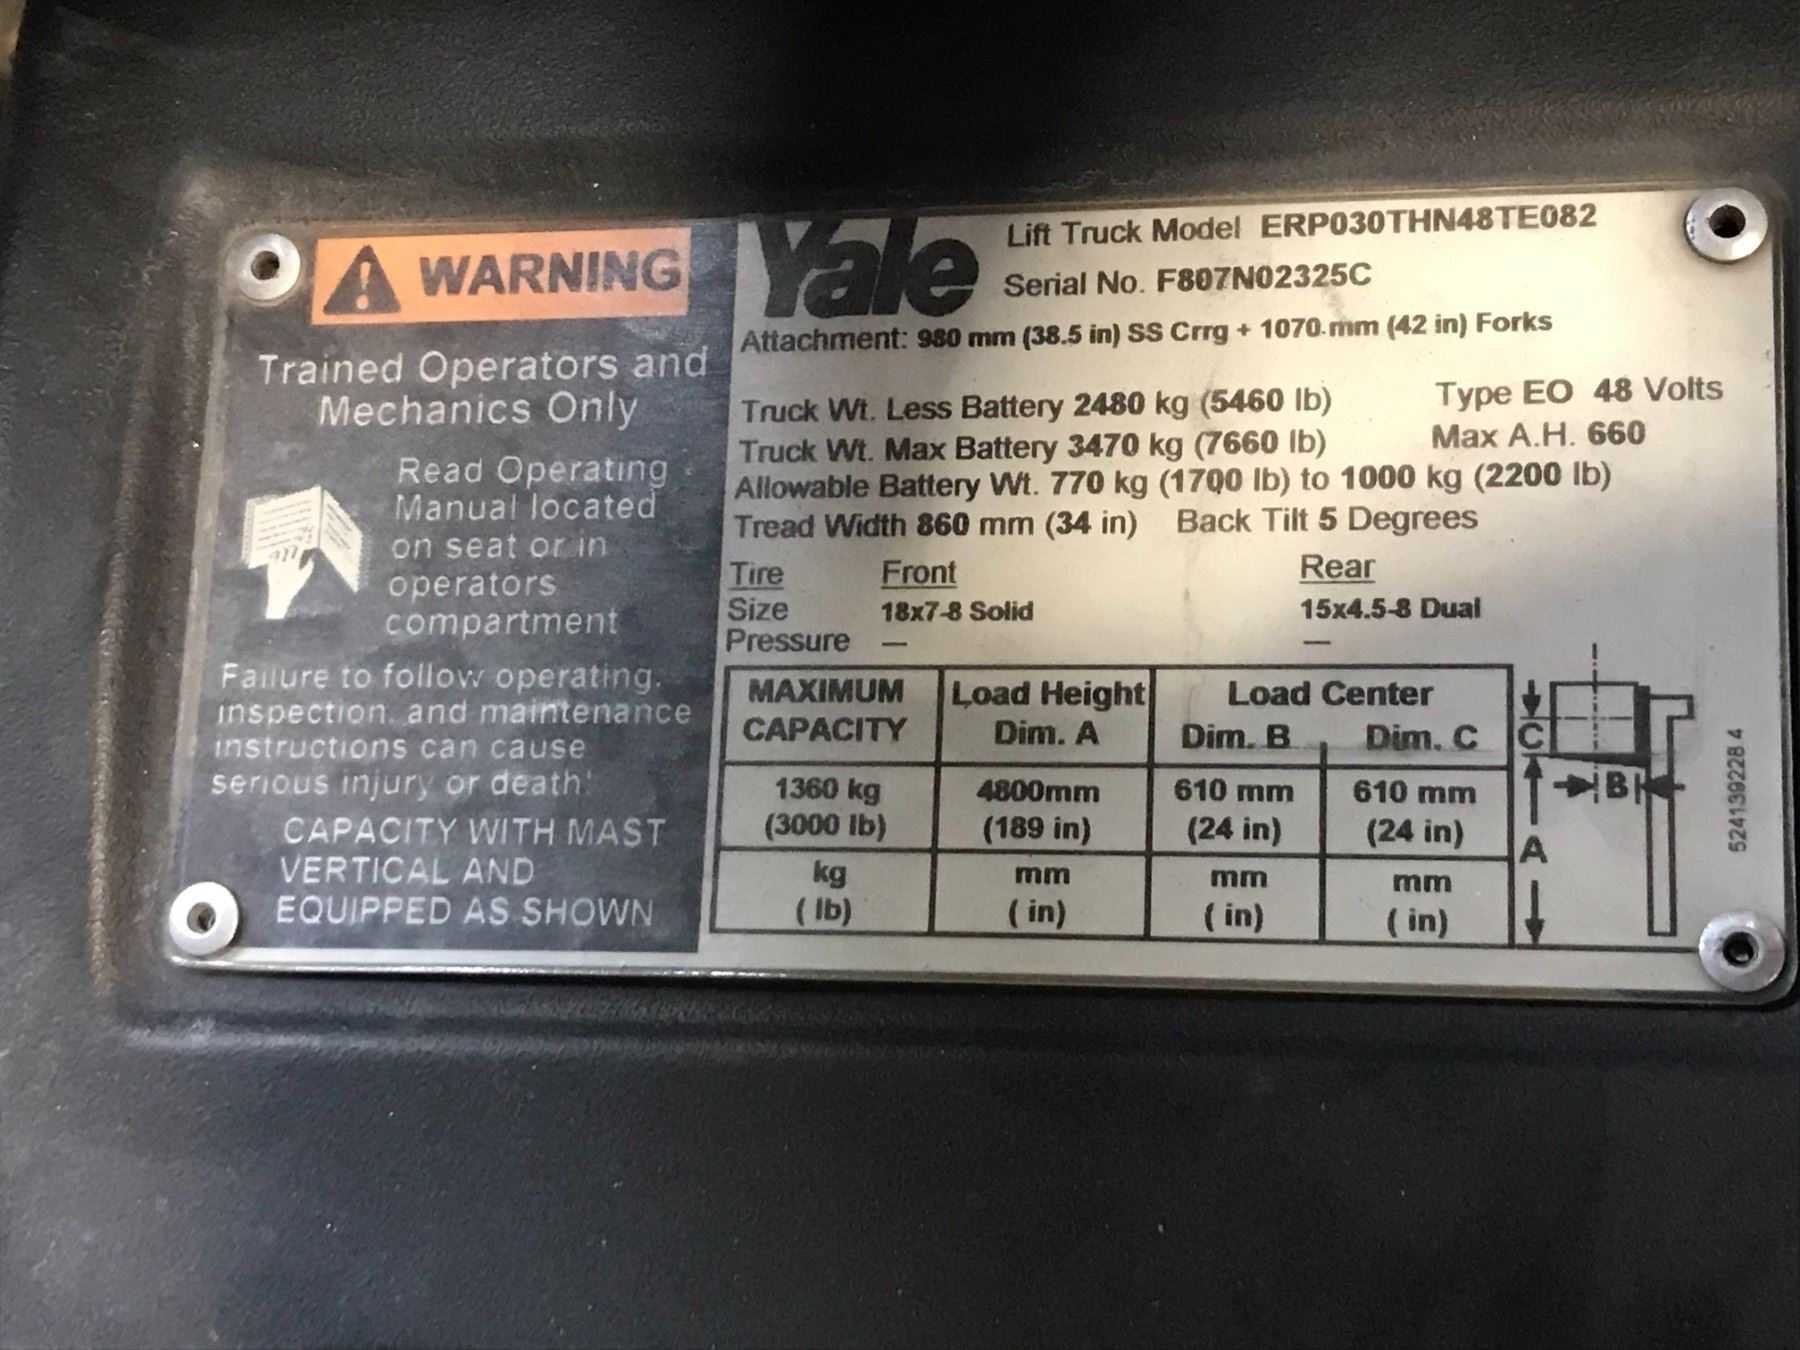 WARNING
Trained Operators and
Mechanics Only
Read Operating
Manual located
on seat or in
operators
compartment
Failure to follow operating,
inspection, and maintenance
instructions can cause
serious injury or death!
CAPACITY WITH MAST
VERTICAL AND
EQUIPPED AS SHOWN
Yale
Lift Truck Model ERP030THN48TE082
Serial No. F807N02325C
Attachment: 980 mm (38.5 in) SS Crrg + 1070 mm (42 in) Forks
Truck Wt. Less Battery 2480 kg (5460 lb) Type EO 48 Volts
Truck Wt. Max Battery 3470 kg (7660 lb) Max A.H. 660
Allowable Battery Wt. 770 kg (1700 lb) to 1000 kg (2200 lb)
Tread Width 860 mm (34 in) Back Tilt 5 Degrees
Tire Front Rear
Size 18x7-8 Solid 15x4.5-8 Dual
Pressure — —
MAXIMUM Load Height Load Center
CAPACITY Dim. A Dim. B Dim. C
1360 kg 4800mm 610 mm 610 mm
(3000 lb) (189 in) (24 in) (24 in)
kg mm mm mm
( lb) ( in) ( in) ( in)
C
B
A
524139228 4